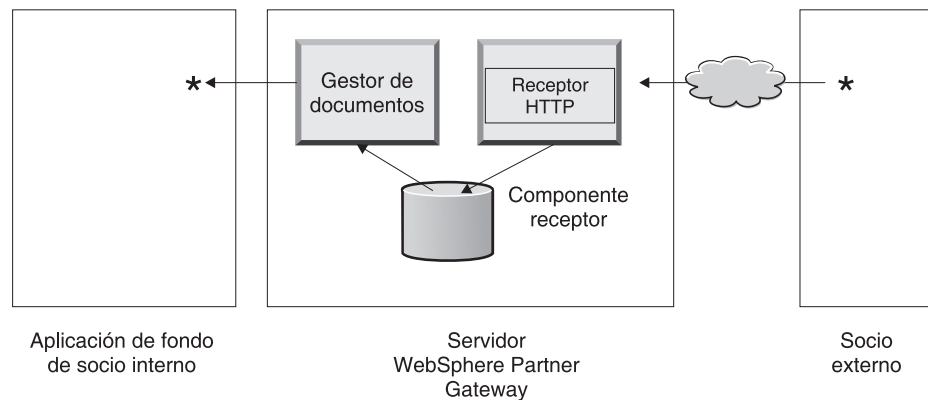 *
Gestor de
documentos
Receptor
HTTP
*
Componente
receptor
Aplicación de fondo
de socio interno
Servidor
WebSphere Partner
Gateway
Socio
externo